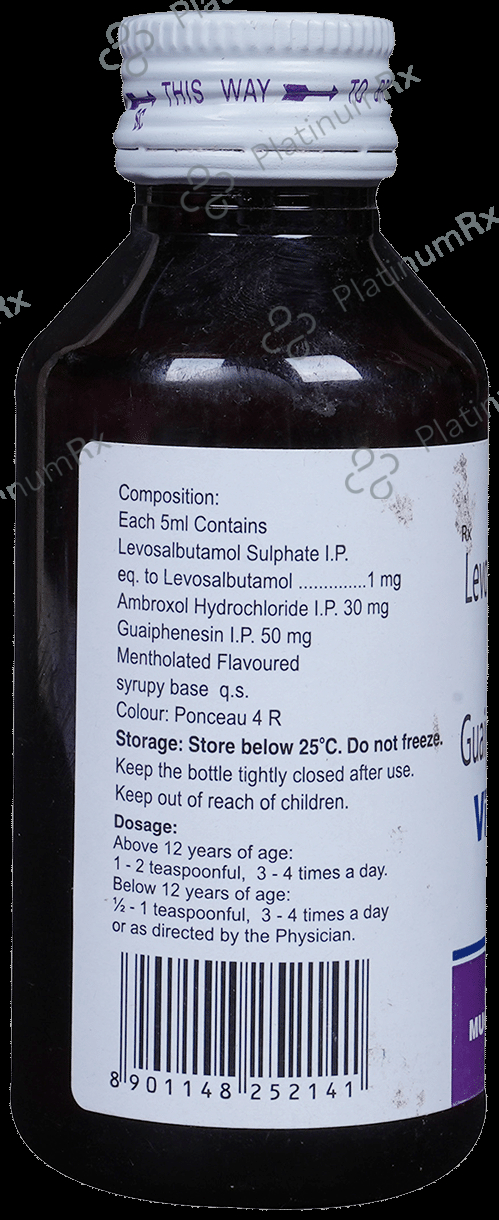 THIS WAY TO
PlatinumRx
PlatinumRx
PlatinumRx
Composition:
Each 5ml Contains
Levosalbutamol Sulphate I.P.
eq. to Levosalbutamol ..............1 mg
Ambroxol Hydrochloride I.P. 30 mg
Guaiphenesin I.P. 50 mg
Mentholated Flavoured
syrupy base q.s.
Colour: Ponceau 4 R
Storage: Store below 25°C. Do not freeze.
Keep the bottle tightly closed after use.
Keep out of reach of children.
Dosage:
Above 12 years of age:
1 - 2 teaspoonful, 3 - 4 times a day.
Below 12 years of age:
½ - 1 teaspoonful, 3 - 4 times a day
or as directed by the Physician.
8 901148 252141
Rx